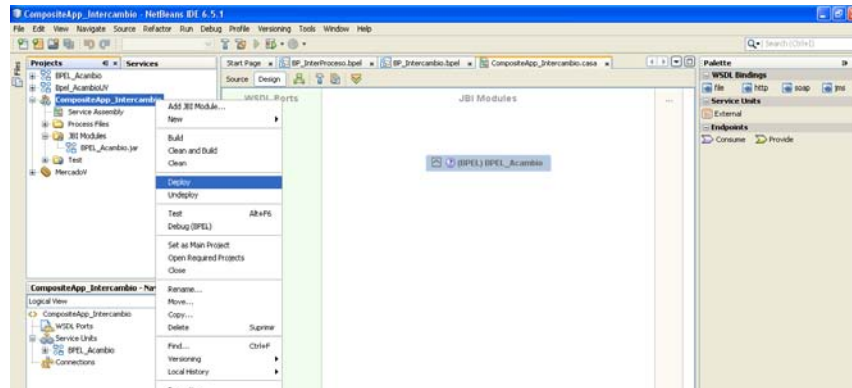 CompositeApp_Intercambio - NetBeans IDE 6.5.1
File Edit View Navigate Source Refactor Run Debug Profile Versioning Tools Window Help
Search (Ctrl+I)
Projects Services
BPEL_Acambio
Bpel_AcambioUV
CompositeApp_Intercambio
Service Assembly
Process Files
JBI Modules
BPEL_Acambio.jar
Test
MercadoV
Add JBI Module...
New
Build
Clean and Build
Clean
Deploy
Undeploy
Test Alt+F6
Debug (BPEL)
Set as Main Project
Open Required Projects
Close
Rename...
Move...
Copy...
Delete Suprimir
Find... Ctrl+F
Versioning
Local History
Start Page BP_InterProceso.bpel BP_Intercambio.bpel CompositeApp_Intercambio.casa
Source Design
WSDL Ports JBI Modules ...
(BPEL) BPEL_Acambio
Palette
WSDL Bindings
file http soap jms
Service Units
External
Endpoints
Consume Provide
CompositeApp_Intercambio - Nav
Logical View
CompositeApp_Intercambio
WSDL Ports
Service Units
BPEL_Acambio
Connections